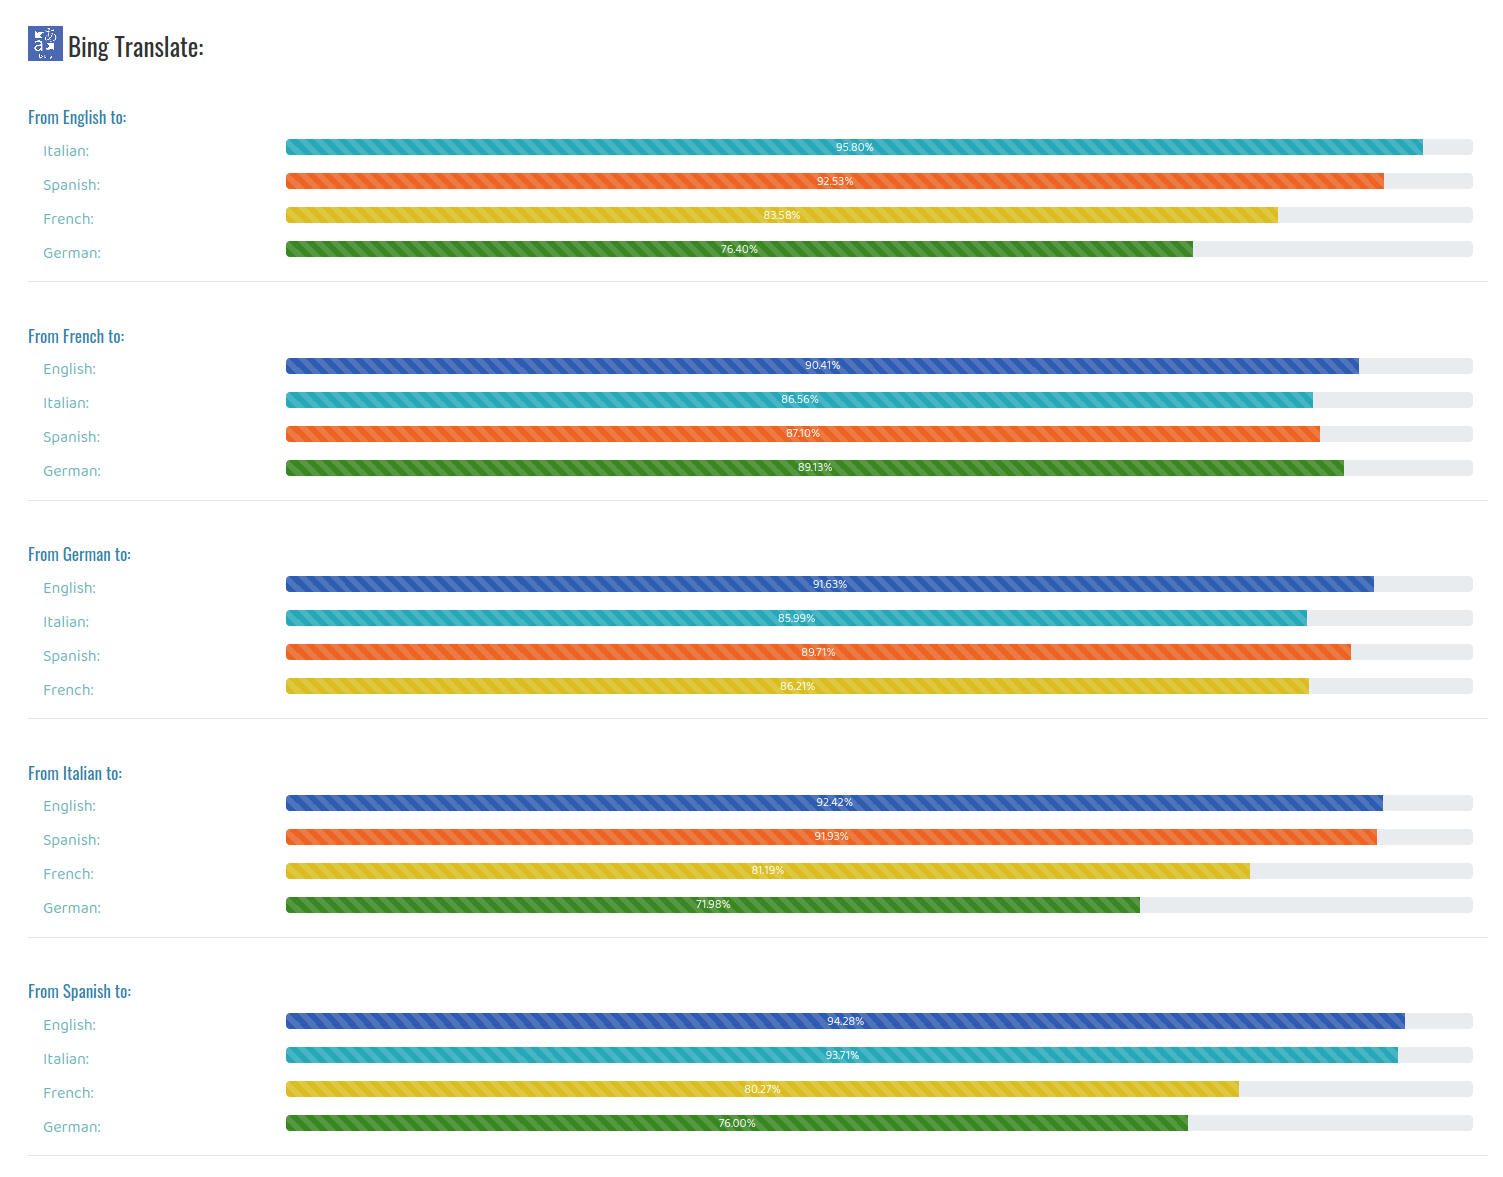 Bing Translate:
From English to:
Italian: 95.80%
Spanish: 92.53%
French: 83.58%
German: 76.40%
From French to:
English: 90.41%
Italian: 86.56%
Spanish: 87.10%
German: 89.13%
From German to:
English: 91.63%
Italian: 85.99%
Spanish: 89.71%
French: 86.21%
From Italian to:
English: 92.42%
Spanish: 91.93%
French: 81.19%
German: 71.98%
From Spanish to:
English: 94.28%
Italian: 93.71%
French: 80.27%
German: 76.00%